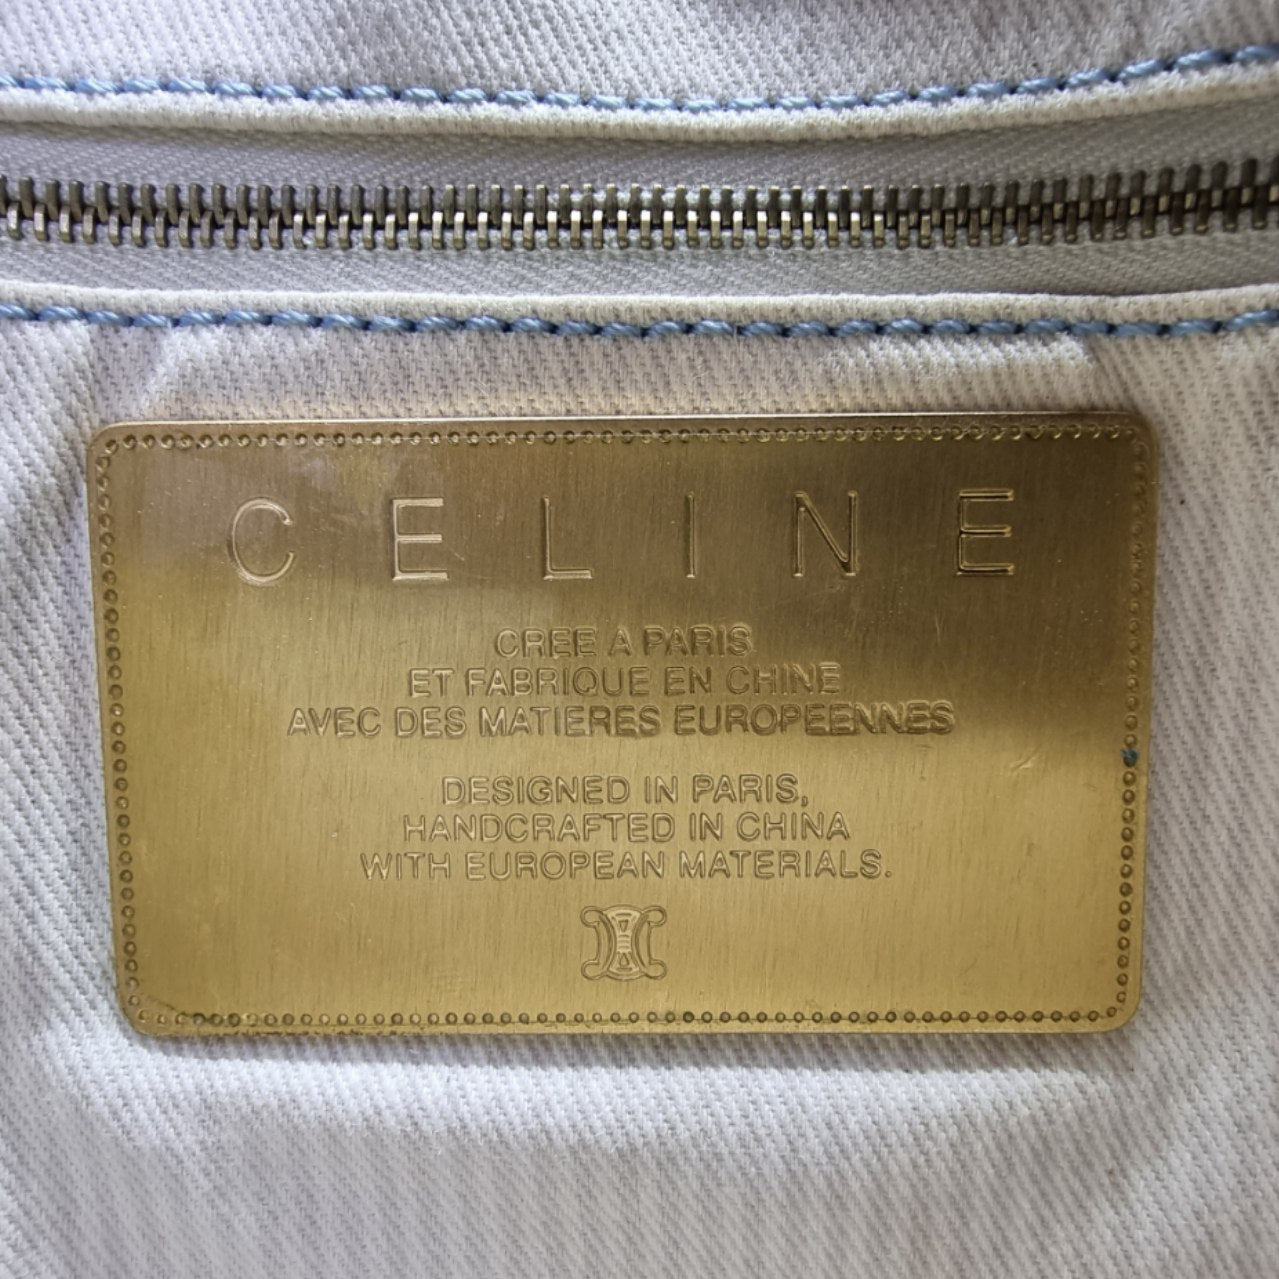 CELINE
CREE A PARIS
ET FABRIQUE EN CHINE
AVEC DES MATIERES EUROPEENNES
DESIGNED IN PARIS,
HANDCRAFTED IN CHINA
WITH EUROPEAN MATERIALS.